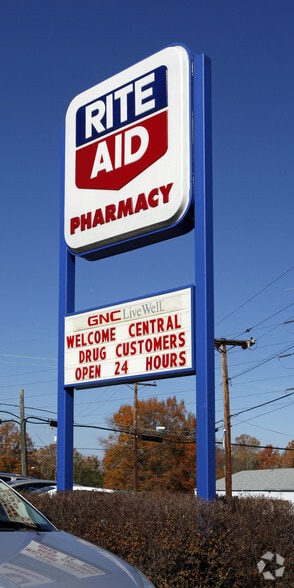 RITE
AID
PHARMACY
GNC LiveWell.
WELCOME CENTRAL
DRUG CUSTOMERS
OPEN 24 HOURS